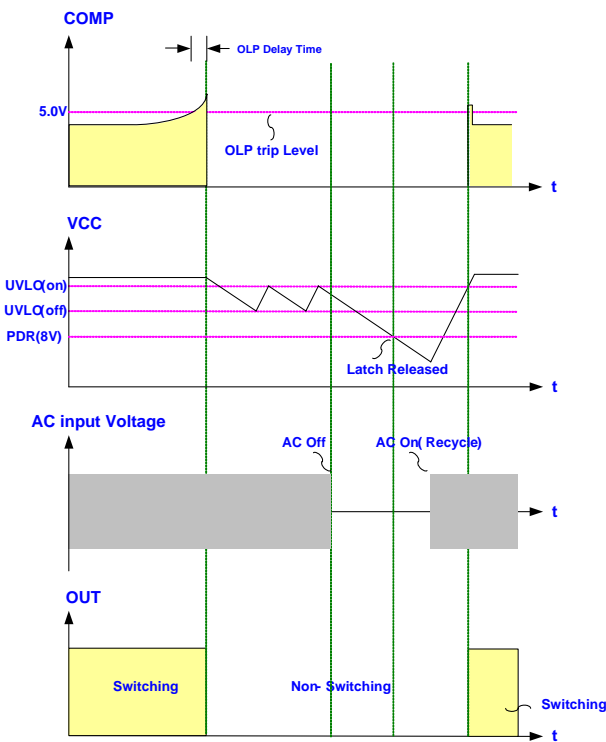 COMP
OLP Delay Time
5.0V
OLP trip Level
t
VCC
UVLO(on)
UVLO(off)
PDR(8V)
Latch Released
t
AC input Voltage
AC Off
AC On( Recycle)
t
OUT
Switching
Non- Switching
Switching
t